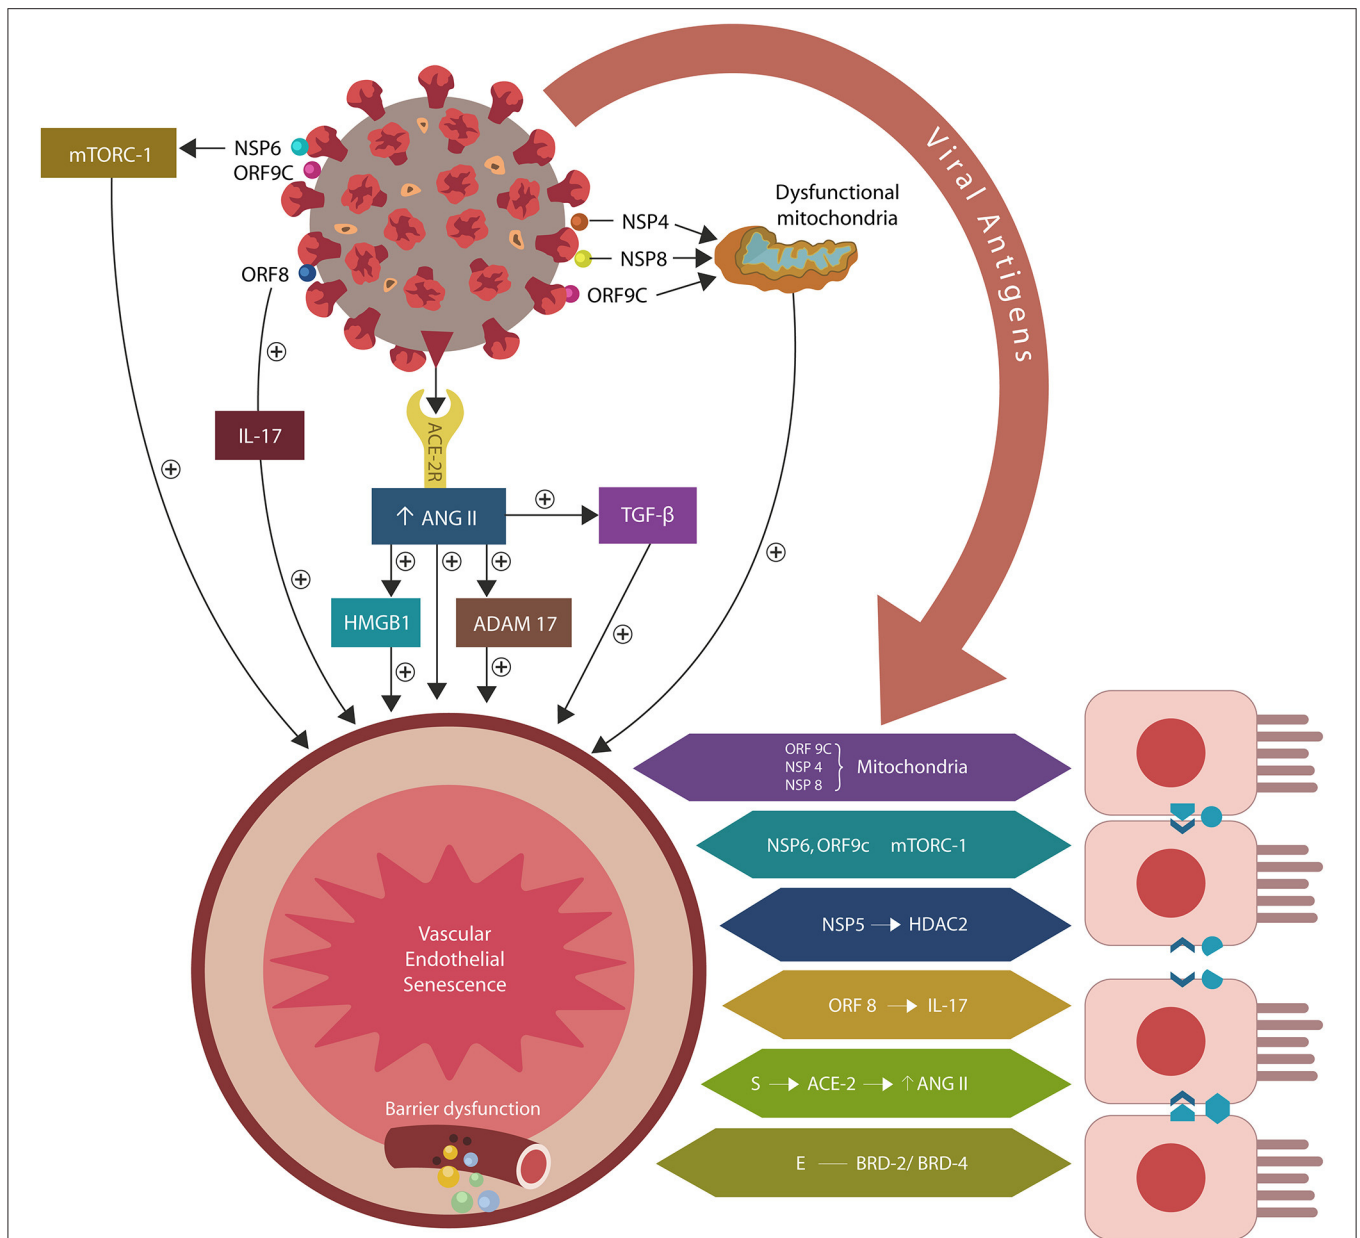 mTORC-1
NSP6
ORF9C
ORF8
IL-17
NSP4
NSP8
ORF9C
Dysfunctional
mitochondria
Viral Antigens
ACE-2R
↑ ANG II
TGF-β
HMGB1
ADAM 17
+
+
+
+
+
+
+
+
+
+
+
Vascular
Endothelial
Senescence
Barrier dysfunction
ORF 9C
NSP 4
NSP 8
Mitochondria
NSP6, ORF9c mTORC-1
NSP5 → HDAC2
ORF 8 → IL-17
S → ACE-2 → ↑ ANG II
E — BRD-2/ BRD-4